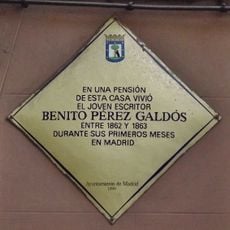 EN UNA PENSIÓN
DE ESTA CASA VIVIÓ
EL JOVEN ESCRITOR
BENITO PÉREZ GALDÓS
ENTRE 1862 Y 1863
DURANTE SUS PRIMEROS MESES
EN MADRID
Ayuntamiento de Madrid